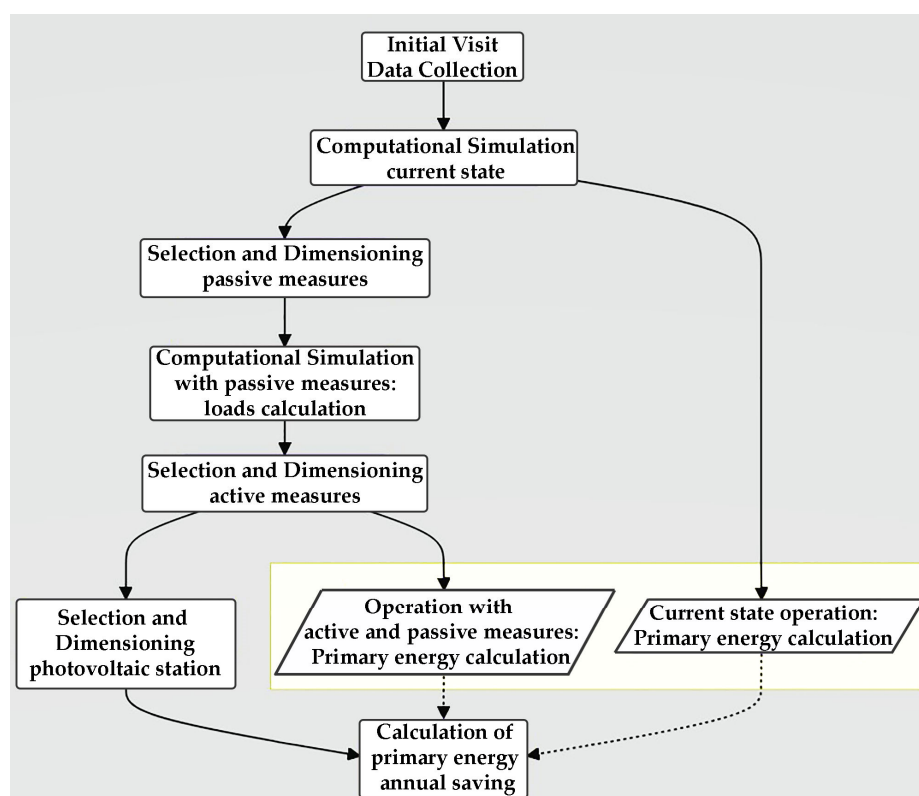 Initial Visit
Data Collection
Computational Simulation
current state
Selection and Dimensioning
passive measures
Computational Simulation
with passive measures:
loads calculation
Selection and Dimensioning
active measures
Selection and
Dimensioning
photovoltaic station
Operation with
active and passive measures:
Primary energy calculation
Current state operation:
Primary energy calculation
Calculation of
primary energy
annual saving